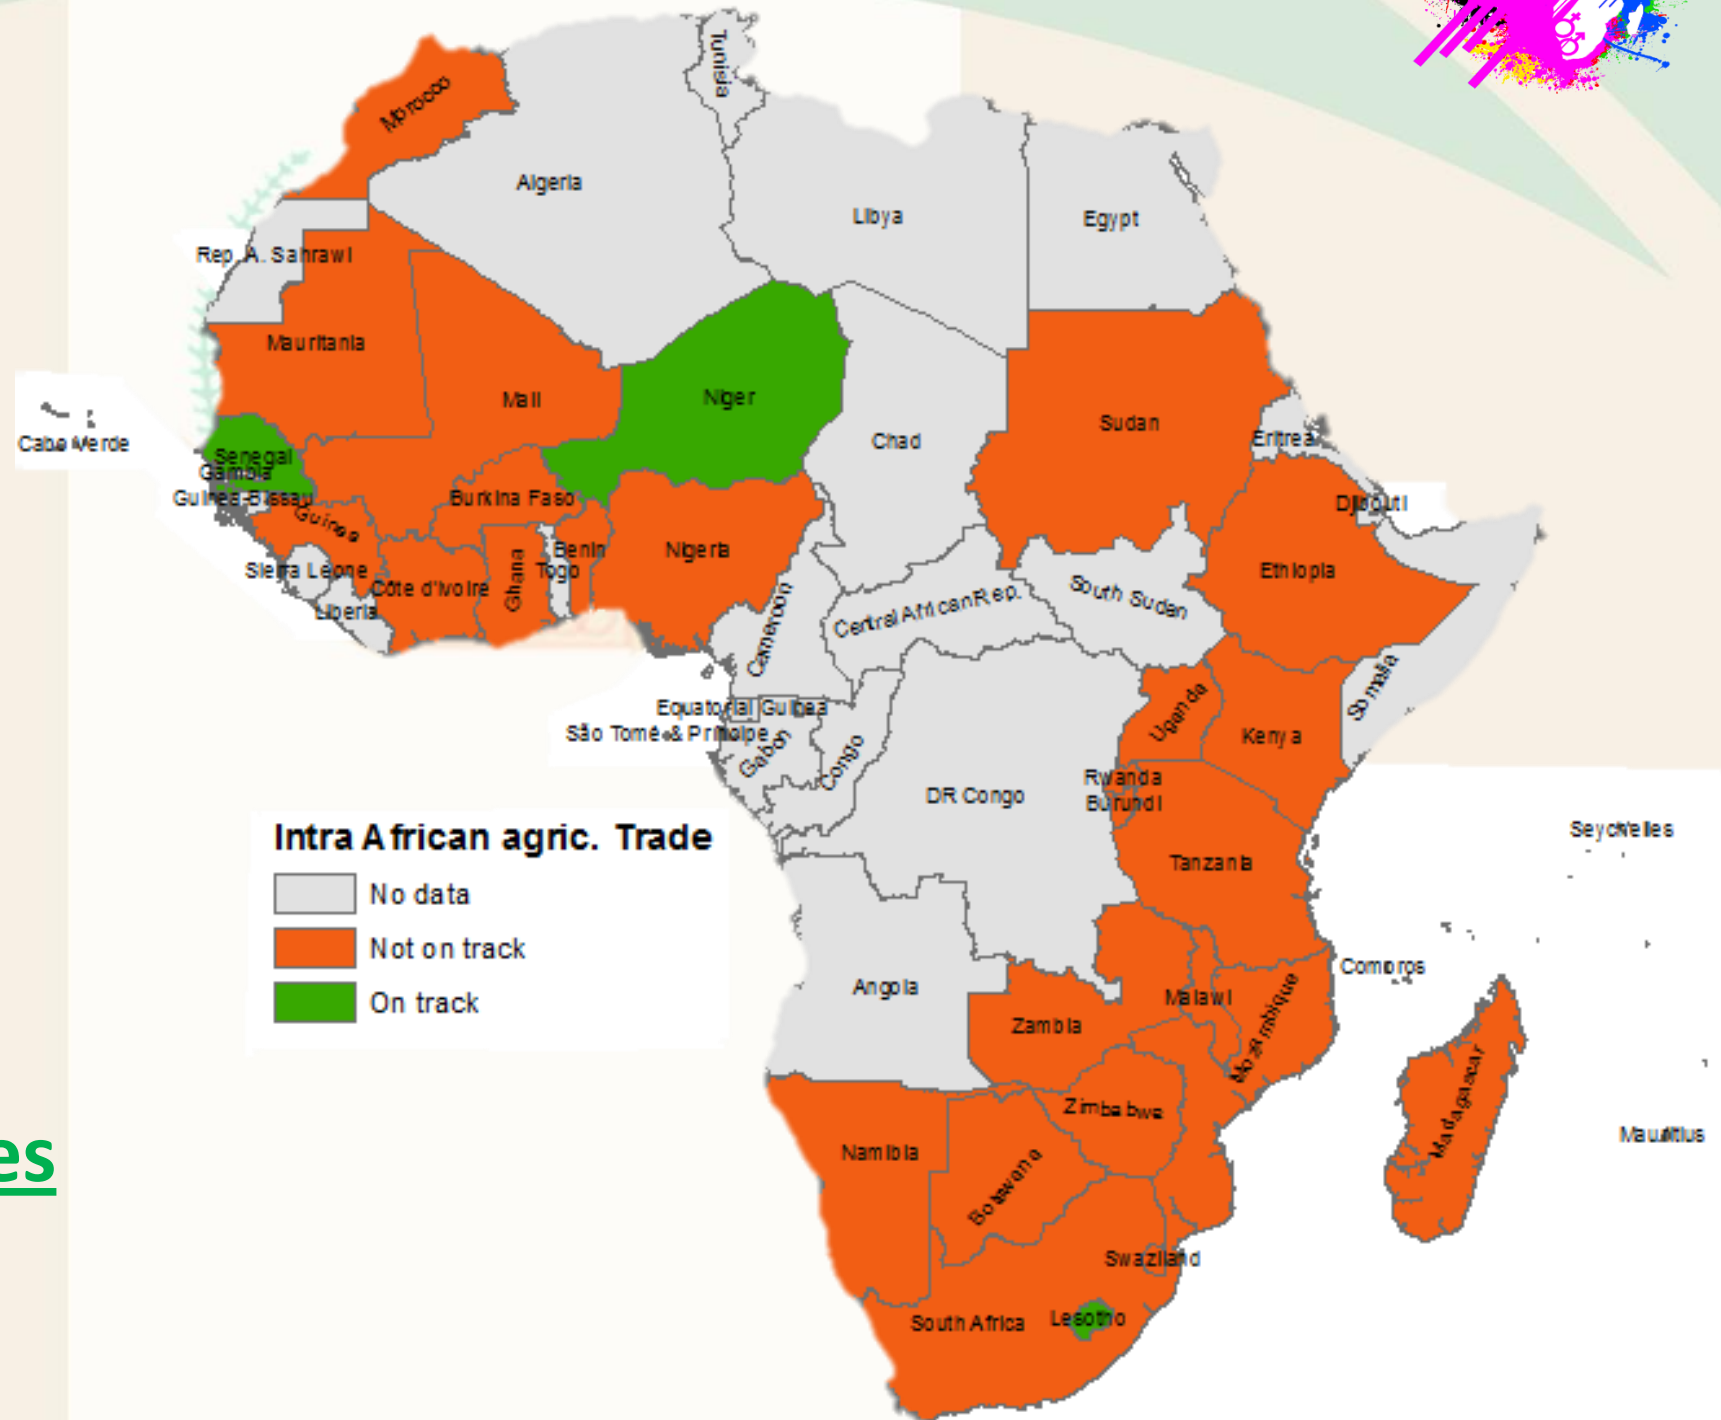 Tunisia
Morocco
Algeria
Libya
Egypt
Rep. A. Sahrawi
Mauritania
Mali
Niger
Chad
Sudan
Eritrea
Cabo Verde
Senegal
Gambia
Guinea-Bissau
Guinea
Burkina Faso
Djibouti
Benin
Togo
Nigeria
Ghana
Sierra Leone
Côte d'Ivoire
Liberia
Ethiopia
South Sudan
Central African Rep.
Cameroon
Somalia
Equatorial Guinea
São Tomé & Príncipe
Gabon
Congo
Uganda
Kenya
Rwanda
Burundi
DR Congo
Tanzania
Seychelles
Intra African agric. Trade
No data
Not on track
On track
Comoros
Angola
Malawi
Zambia
Mozambique
Zimbabwe
Madagascar
Mauritius
Namibia
Botswana
es
Swaziland
South Africa
Lesotho